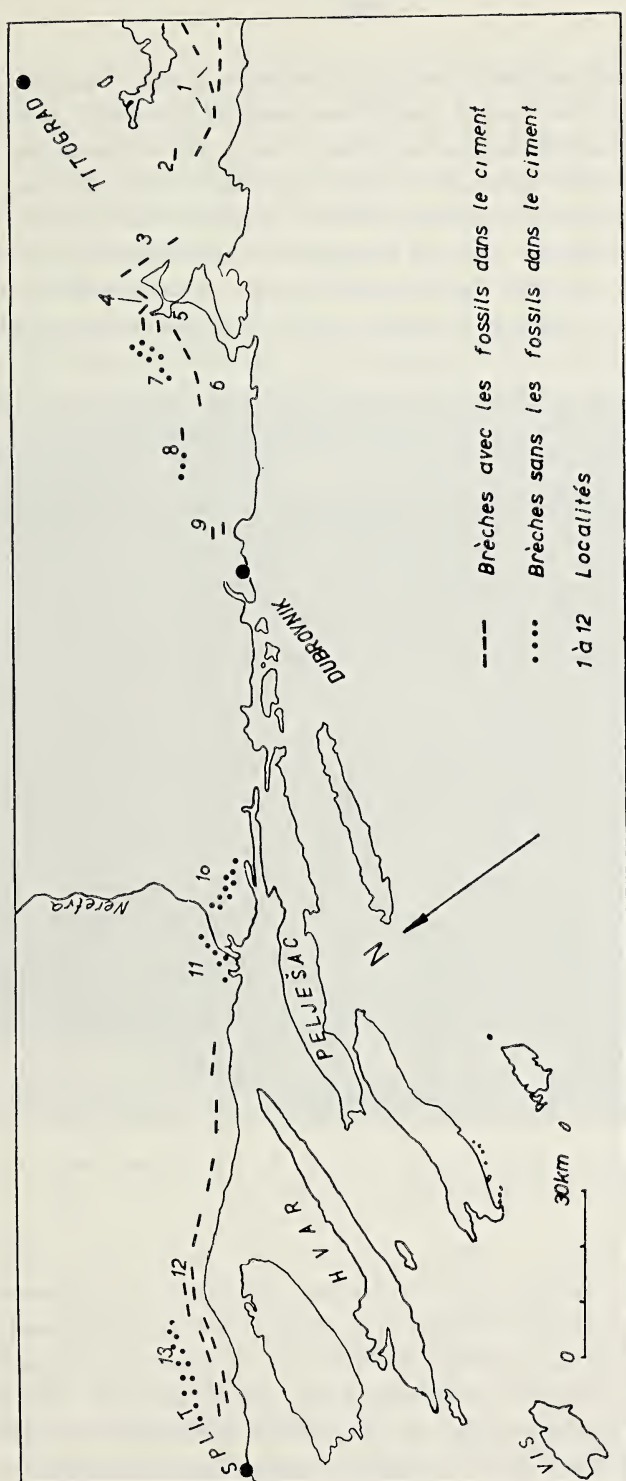 TITOGRAD
1
2
3
4
5
6
7
8
9
DUBROVNIK
Neretva
10
11
PELJEŠAC
N
HVAR
12
13
SPLIT
VIS
0 30km
--- Brèches avec les fossils dans le ciment
.... Brèches sans les fossils dans le ciment
1 à 12 Localités